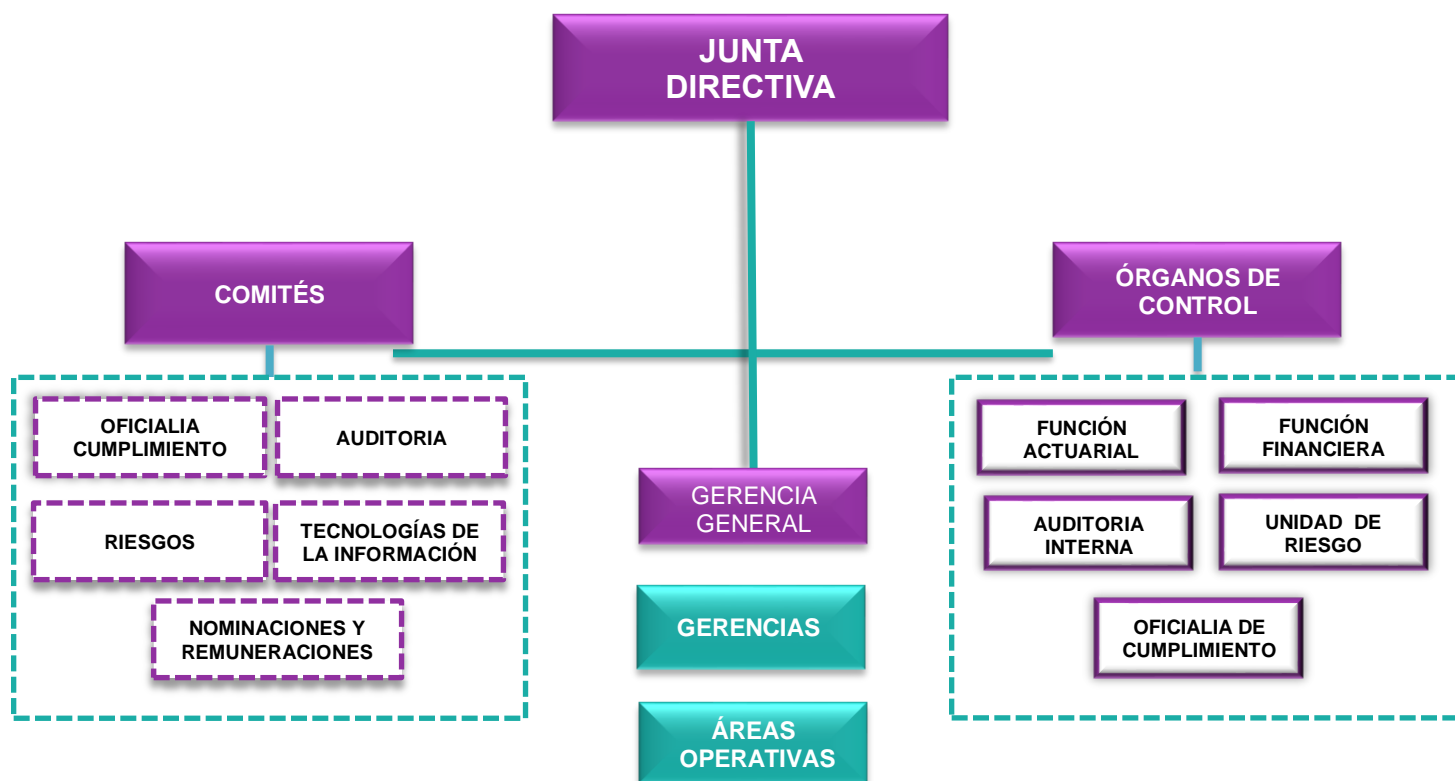 JUNTA
DIRECTIVA
COMITÉS
ÓRGANOS DE
CONTROL
OFICIALIA
CUMPLIMIENTO
AUDITORIA
RIESGOS
TECNOLOGÍAS DE
LA INFORMACIÓN
NOMINACIONES Y
REMUNERACIONES
GERENCIA
GENERAL
GERENCIAS
ÁREAS
OPERATIVAS
FUNCIÓN
ACTUARIAL
FUNCIÓN
FINANCIERA
AUDITORIA
INTERNA
UNIDAD DE
RIESGO
OFICIALIA DE
CUMPLIMIENTO